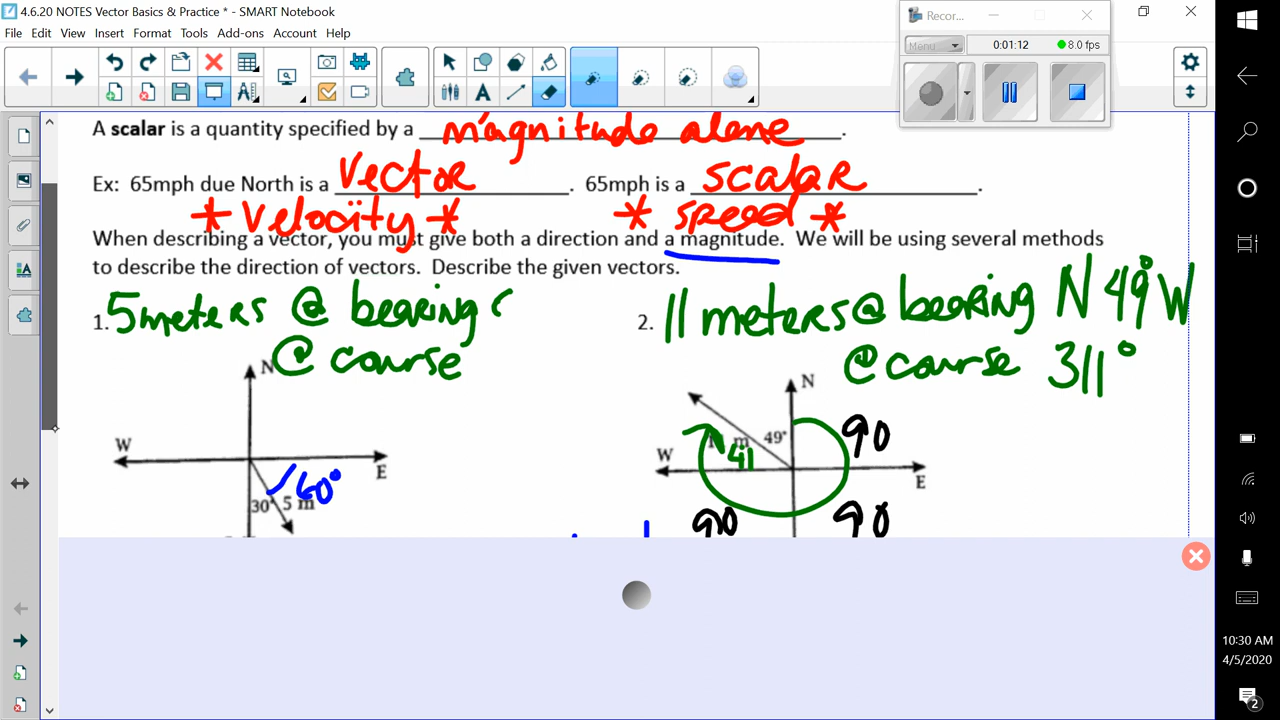 4.6.20 NOTES Vector Basics & Practice * - SMART Notebook
File Edit View Insert Format Tools Add-ons Account Help
Recor...
Menu
0:01:12
8.0 fps
A scalar is a quantity specified by a magnitude alone.
Ex: 65mph due North is a vector. 65mph is a scalar.
* velocity * * speed *
When describing a vector, you must give both a direction and a magnitude. We will be using several methods
to describe the direction of vectors. Describe the given vectors.
1. 5 meters @ bearing (
@ course
2. 11 meters @ bearing N 49° W
@ course 311°
N
W
E
30° 5 m
60°
N
W
E
49°
m
41
90
90
90
10:30 AM
4/5/2020
2